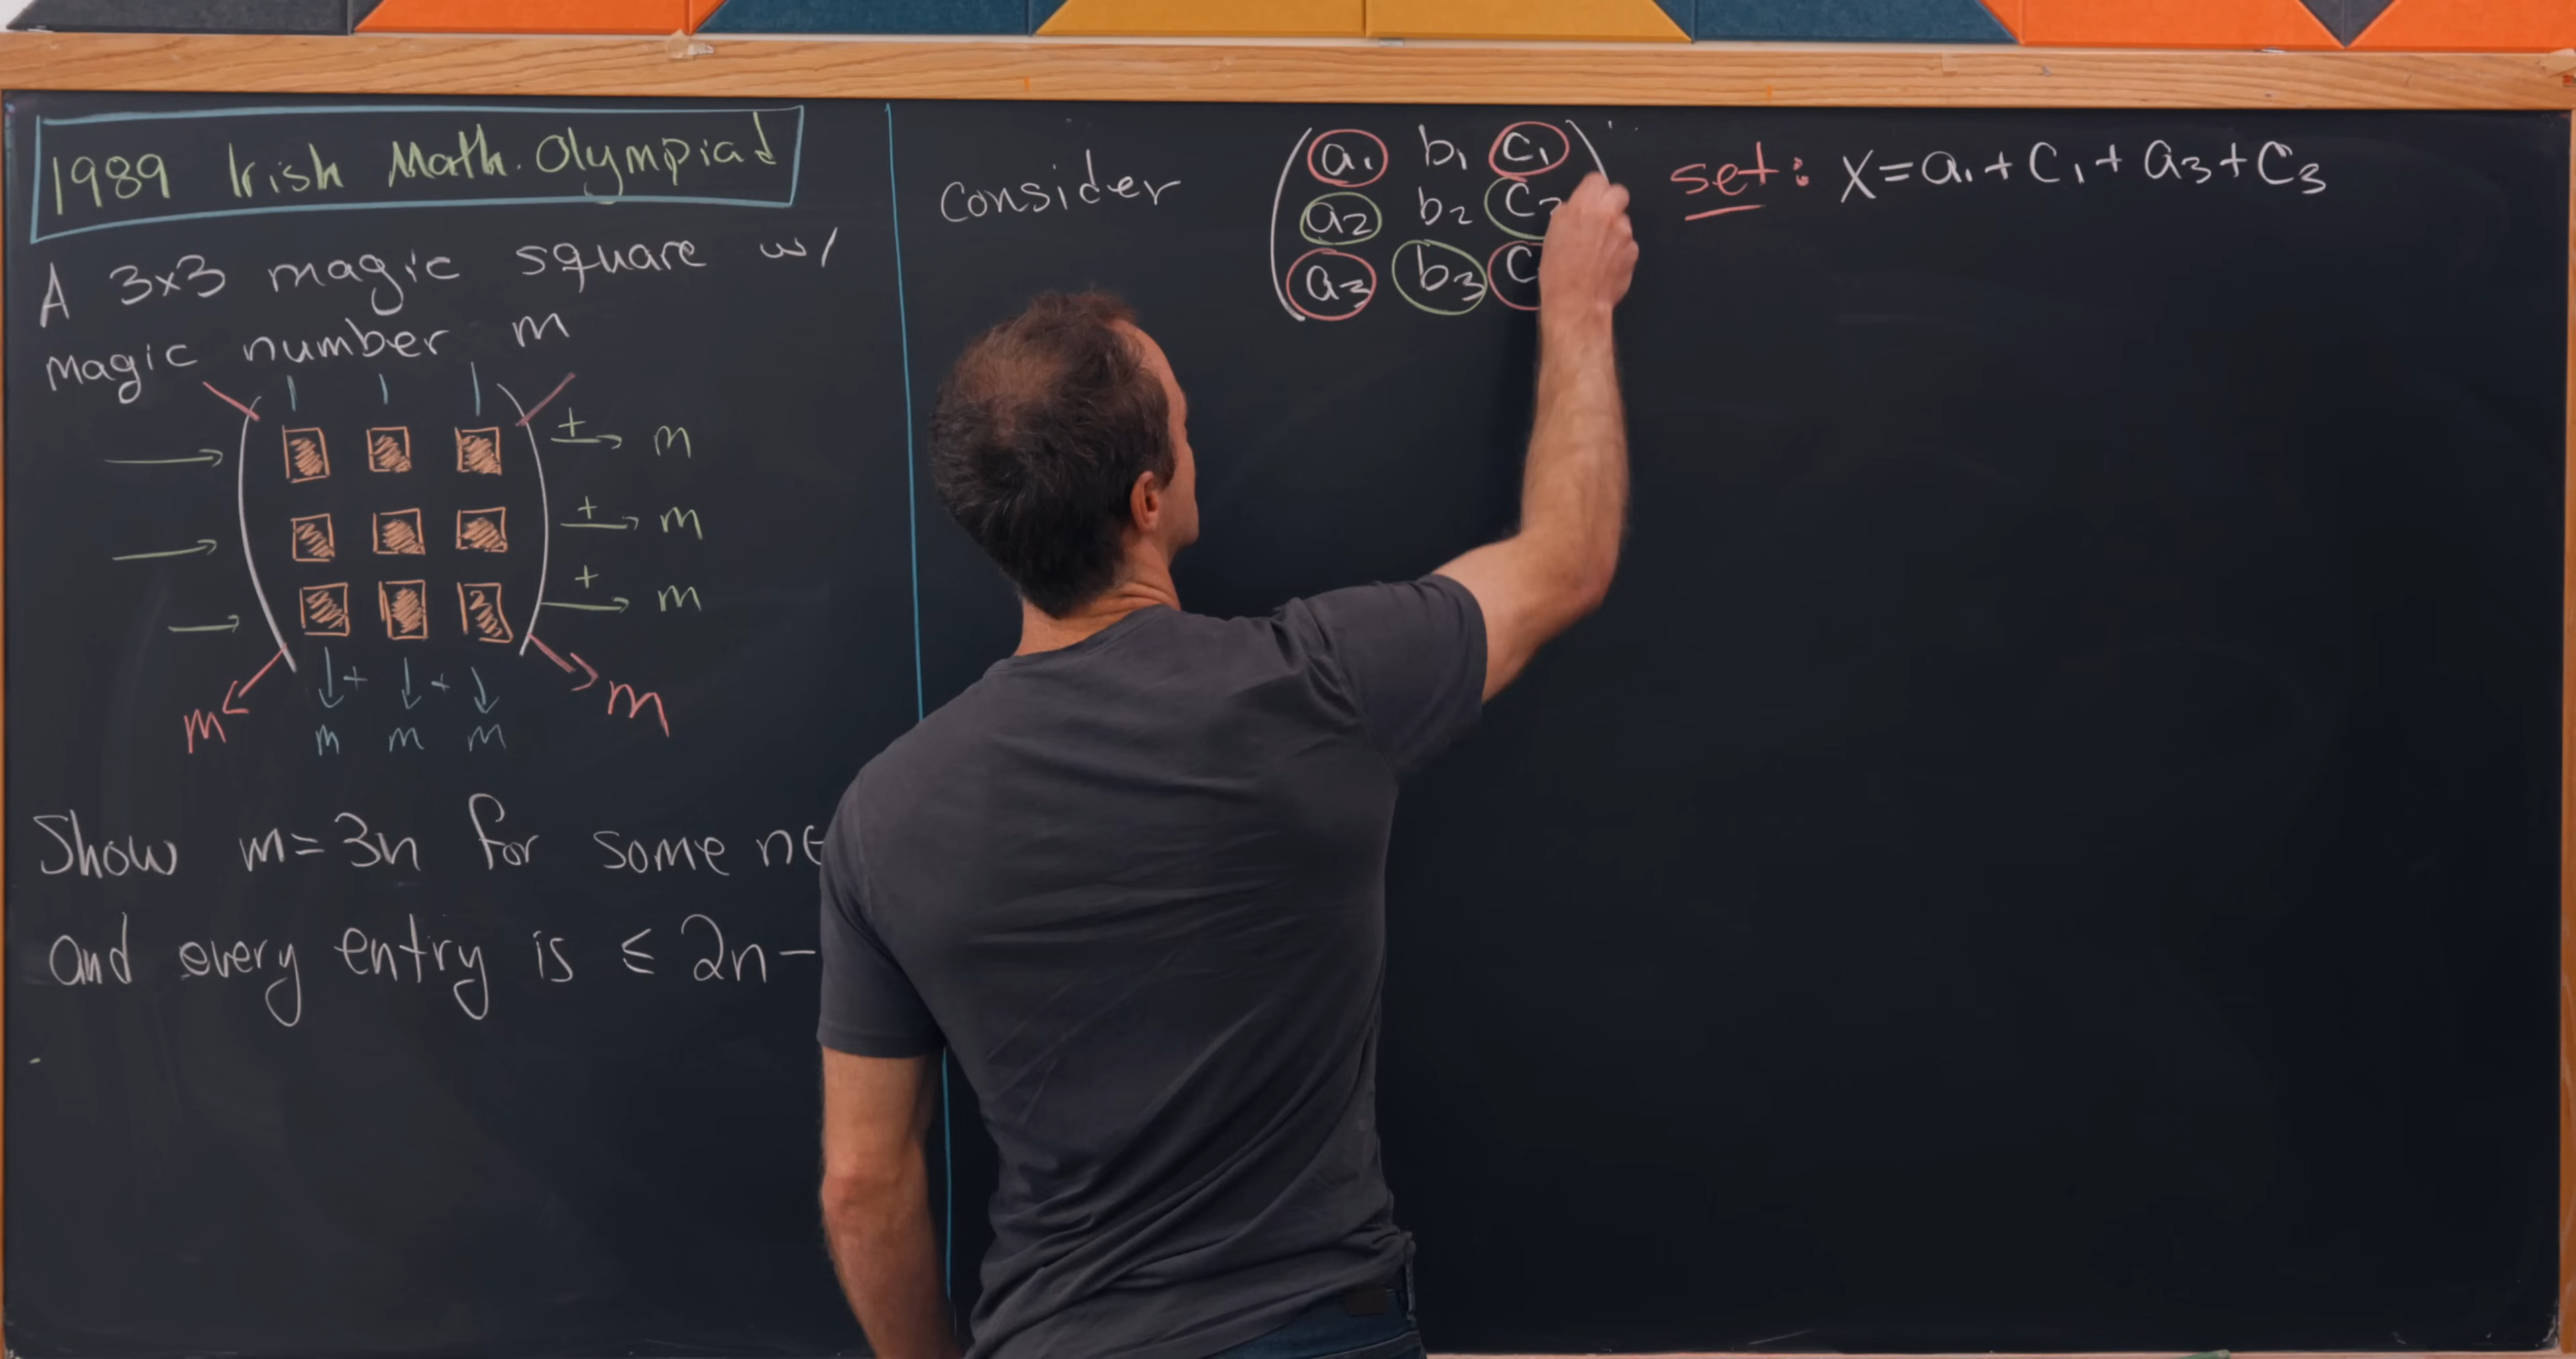 1989 Irish Math. Olympiad
A 3x3 magic square w/
magic number m
+ m
+ m
+ m
m + + m
m m m
Show m=3n for some n∈
and every entry is ≤ 2n-
consider
a₁ b₁ c₁
a₂ b₂ c₂
a₃ b₃ c
set: X=a₁+c₁+a₃+c₃